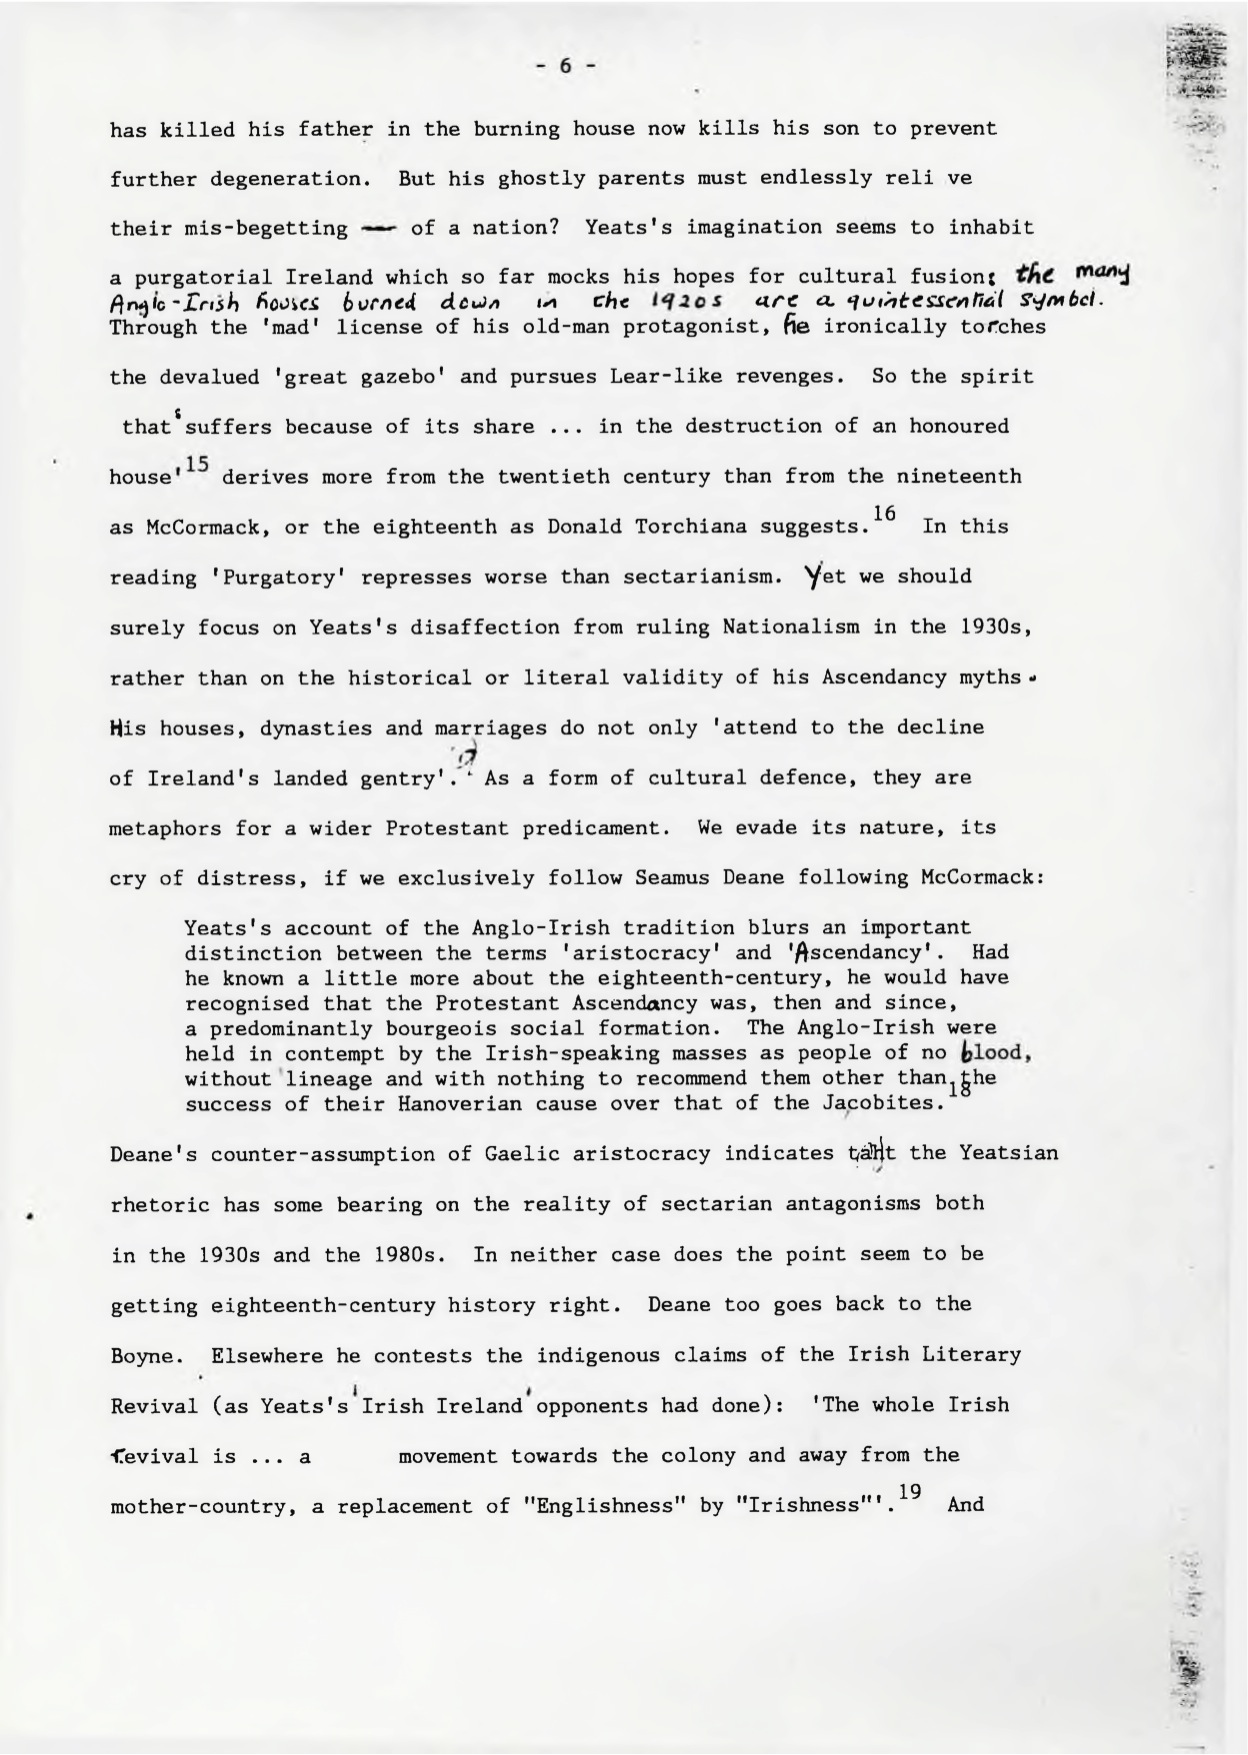 - 6 -
has killed his father in the burning house now kills his son to prevent
further degeneration. But his ghostly parents must endlessly reli ve
their mis-begetting — of a nation? Yeats's imagination seems to inhabit
a purgatorial Ireland which so far mocks his hopes for cultural fusion; the many
Anglo-Irish houses burned down in the 1920s are a quintessential symbol.
Through the 'mad' license of his old-man protagonist, he ironically torches
the devalued 'great gazebo' and pursues Lear-like revenges. So the spirit
that 'suffers because of its share ... in the destruction of an honoured
house'15 derives more from the twentieth century than from the nineteenth
as McCormack, or the eighteenth as Donald Torchiana suggests.16 In this
reading 'Purgatory' represses worse than sectarianism. Yet we should
surely focus on Yeats's disaffection from ruling Nationalism in the 1930s,
rather than on the historical or literal validity of his Ascendancy myths.
His houses, dynasties and marriages do not only 'attend to the decline
of Ireland's landed gentry'. As a form of cultural defence, they are
metaphors for a wider Protestant predicament. We evade its nature, its
cry of distress, if we exclusively follow Seamus Deane following McCormack:
Yeats's account of the Anglo-Irish tradition blurs an important
distinction between the terms 'aristocracy' and 'Ascendancy'. Had
he known a little more about the eighteenth-century, he would have
recognised that the Protestant Ascendancy was, then and since,
a predominantly bourgeois social formation. The Anglo-Irish were
held in contempt by the Irish-speaking masses as people of no blood,
without lineage and with nothing to recommend them other than the
success of their Hanoverian cause over that of the Jacobites.18
Deane's counter-assumption of Gaelic aristocracy indicates taht the Yeatsian
rhetoric has some bearing on the reality of sectarian antagonisms both
in the 1930s and the 1980s. In neither case does the point seem to be
getting eighteenth-century history right. Deane too goes back to the
Boyne. Elsewhere he contests the indigenous claims of the Irish Literary
Revival (as Yeats's 'Irish Ireland' opponents had done): 'The whole Irish
revival is ... a movement towards the colony and away from the
mother-country, a replacement of "Englishness" by "Irishness"'.19 And